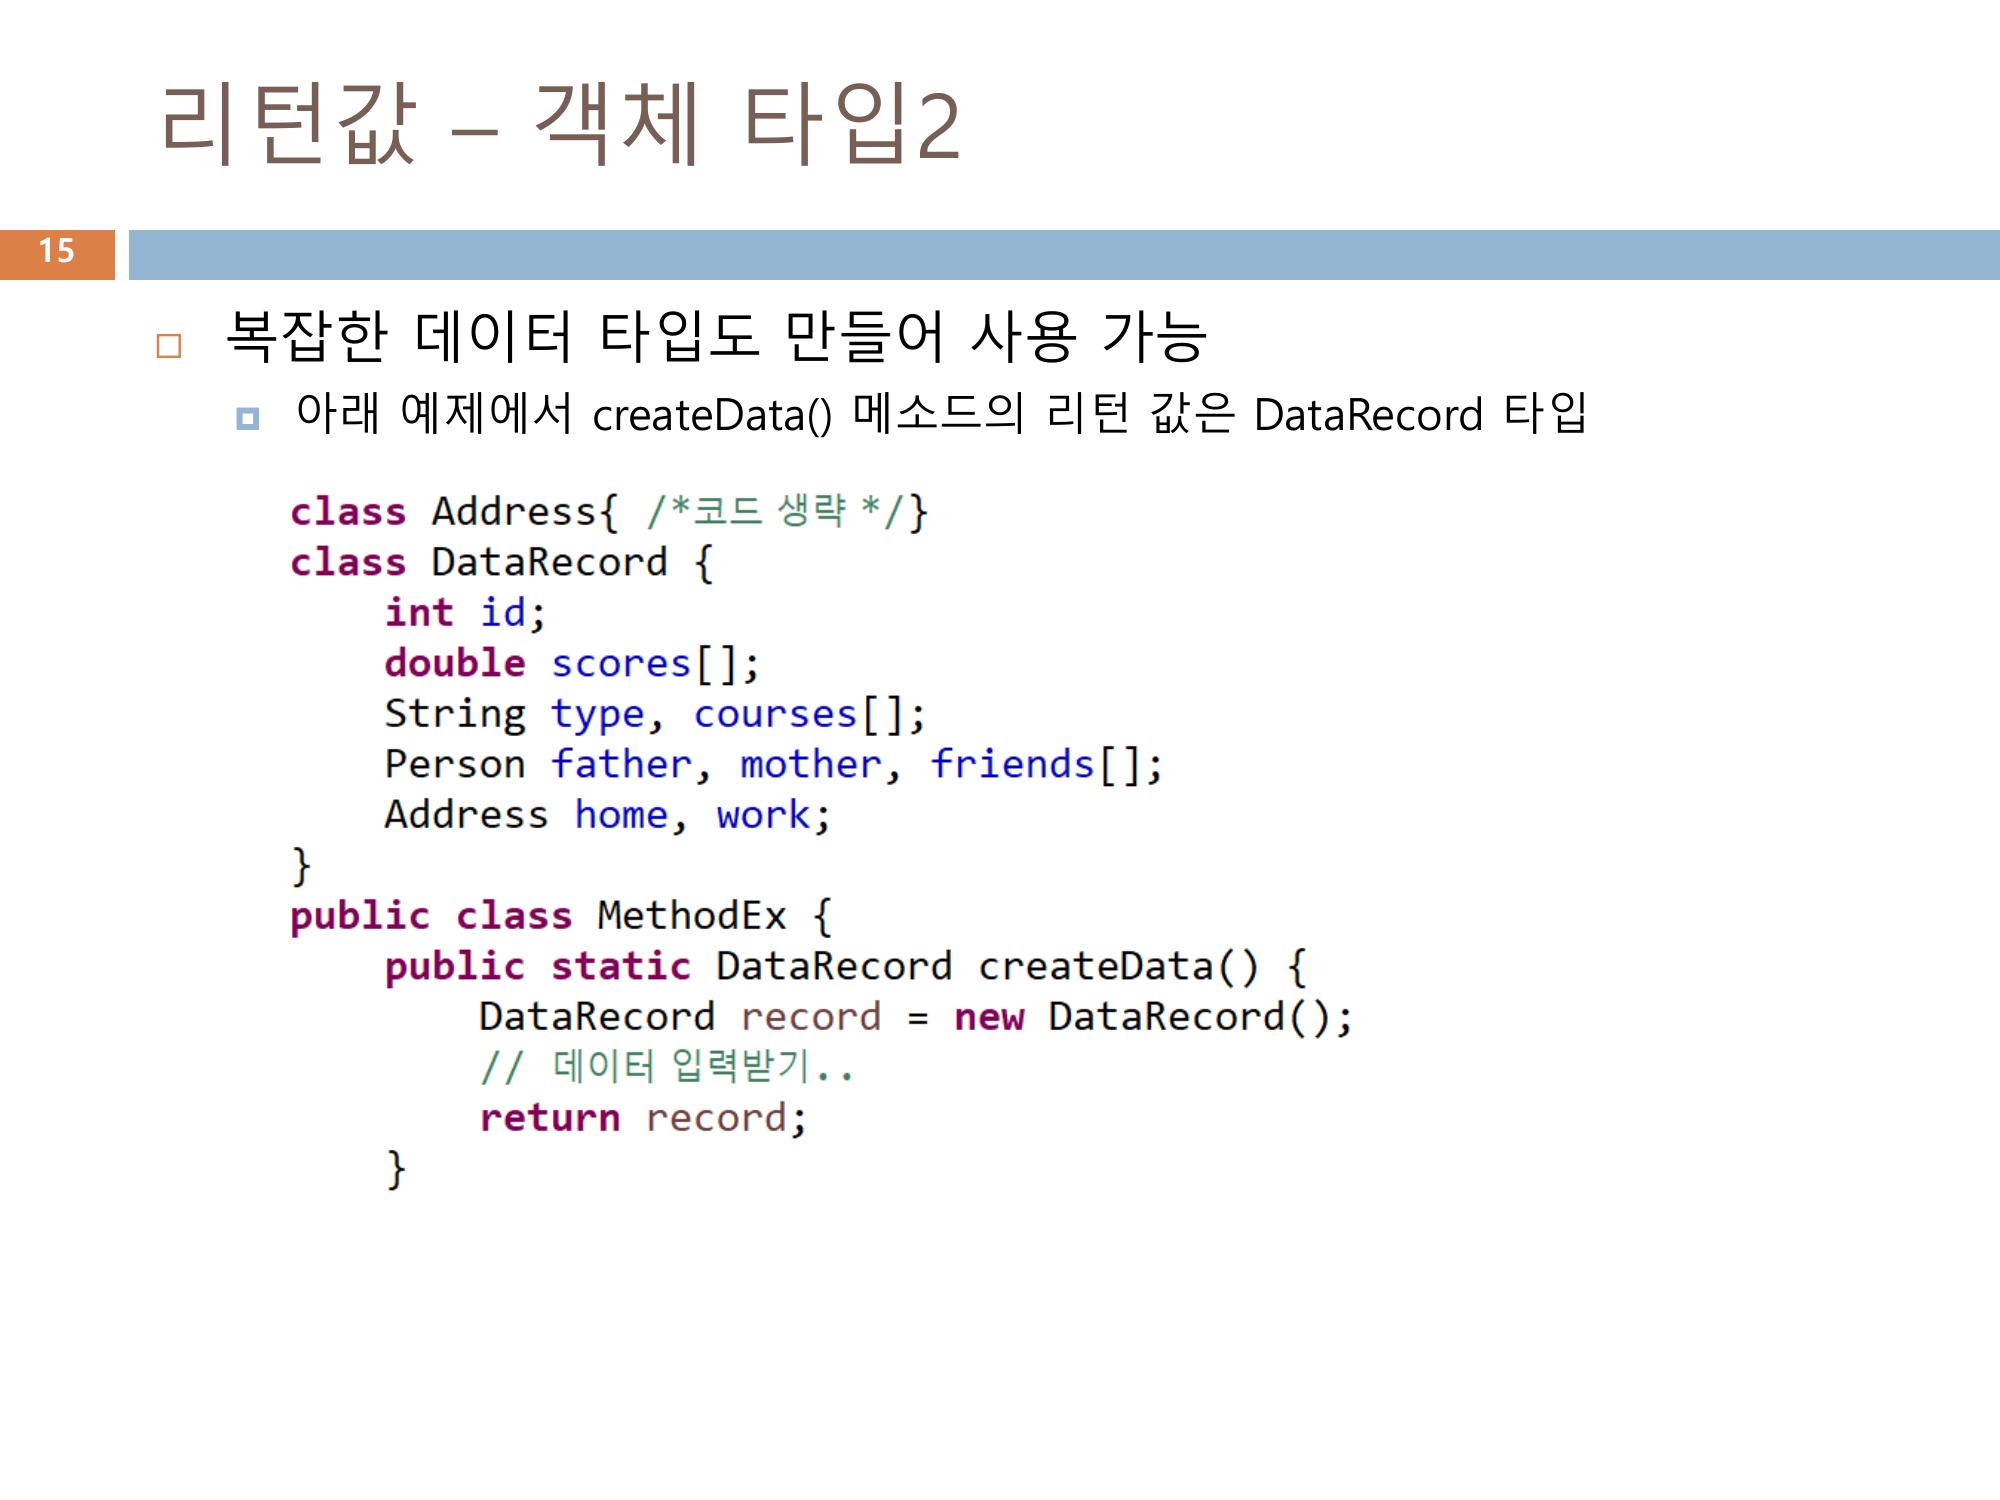 리턴값 – 객체 타입2
15
복잡한 데이터 타입도 만들어 사용 가능
아래 예제에서 createData() 메소드의 리턴 값은 DataRecord 타입
class Address{ /*코드 생략 */}
class DataRecord {
int id;
double scores[];
String type, courses[];
Person father, mother, friends[];
Address home, work;
}
public class MethodEx {
public static DataRecord createData() {
DataRecord record = new DataRecord();
// 데이터 입력받기..
return record;
}